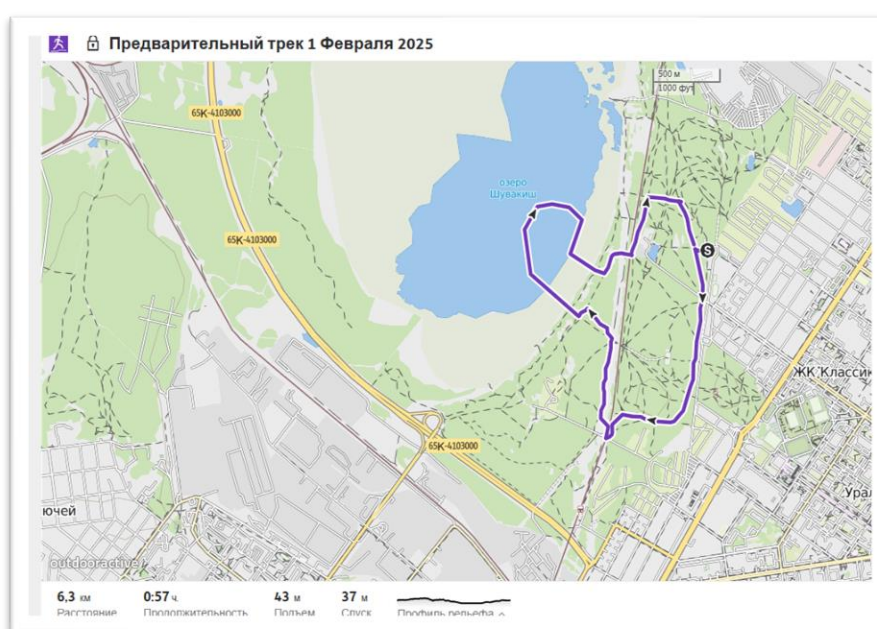 Предварительный трек 1 Февраля 2025
500 м
1000 фут
65К-4103000
озеро
Шувакиш
65К-4103000
S
ЖК Классик
65К-4103000
Урал
ючей
outdooractive
6,3 км
0:57 ч.
43 м
37 м
Расстояние
Продолжительность
Подъем
Спуск
Профиль рельефа